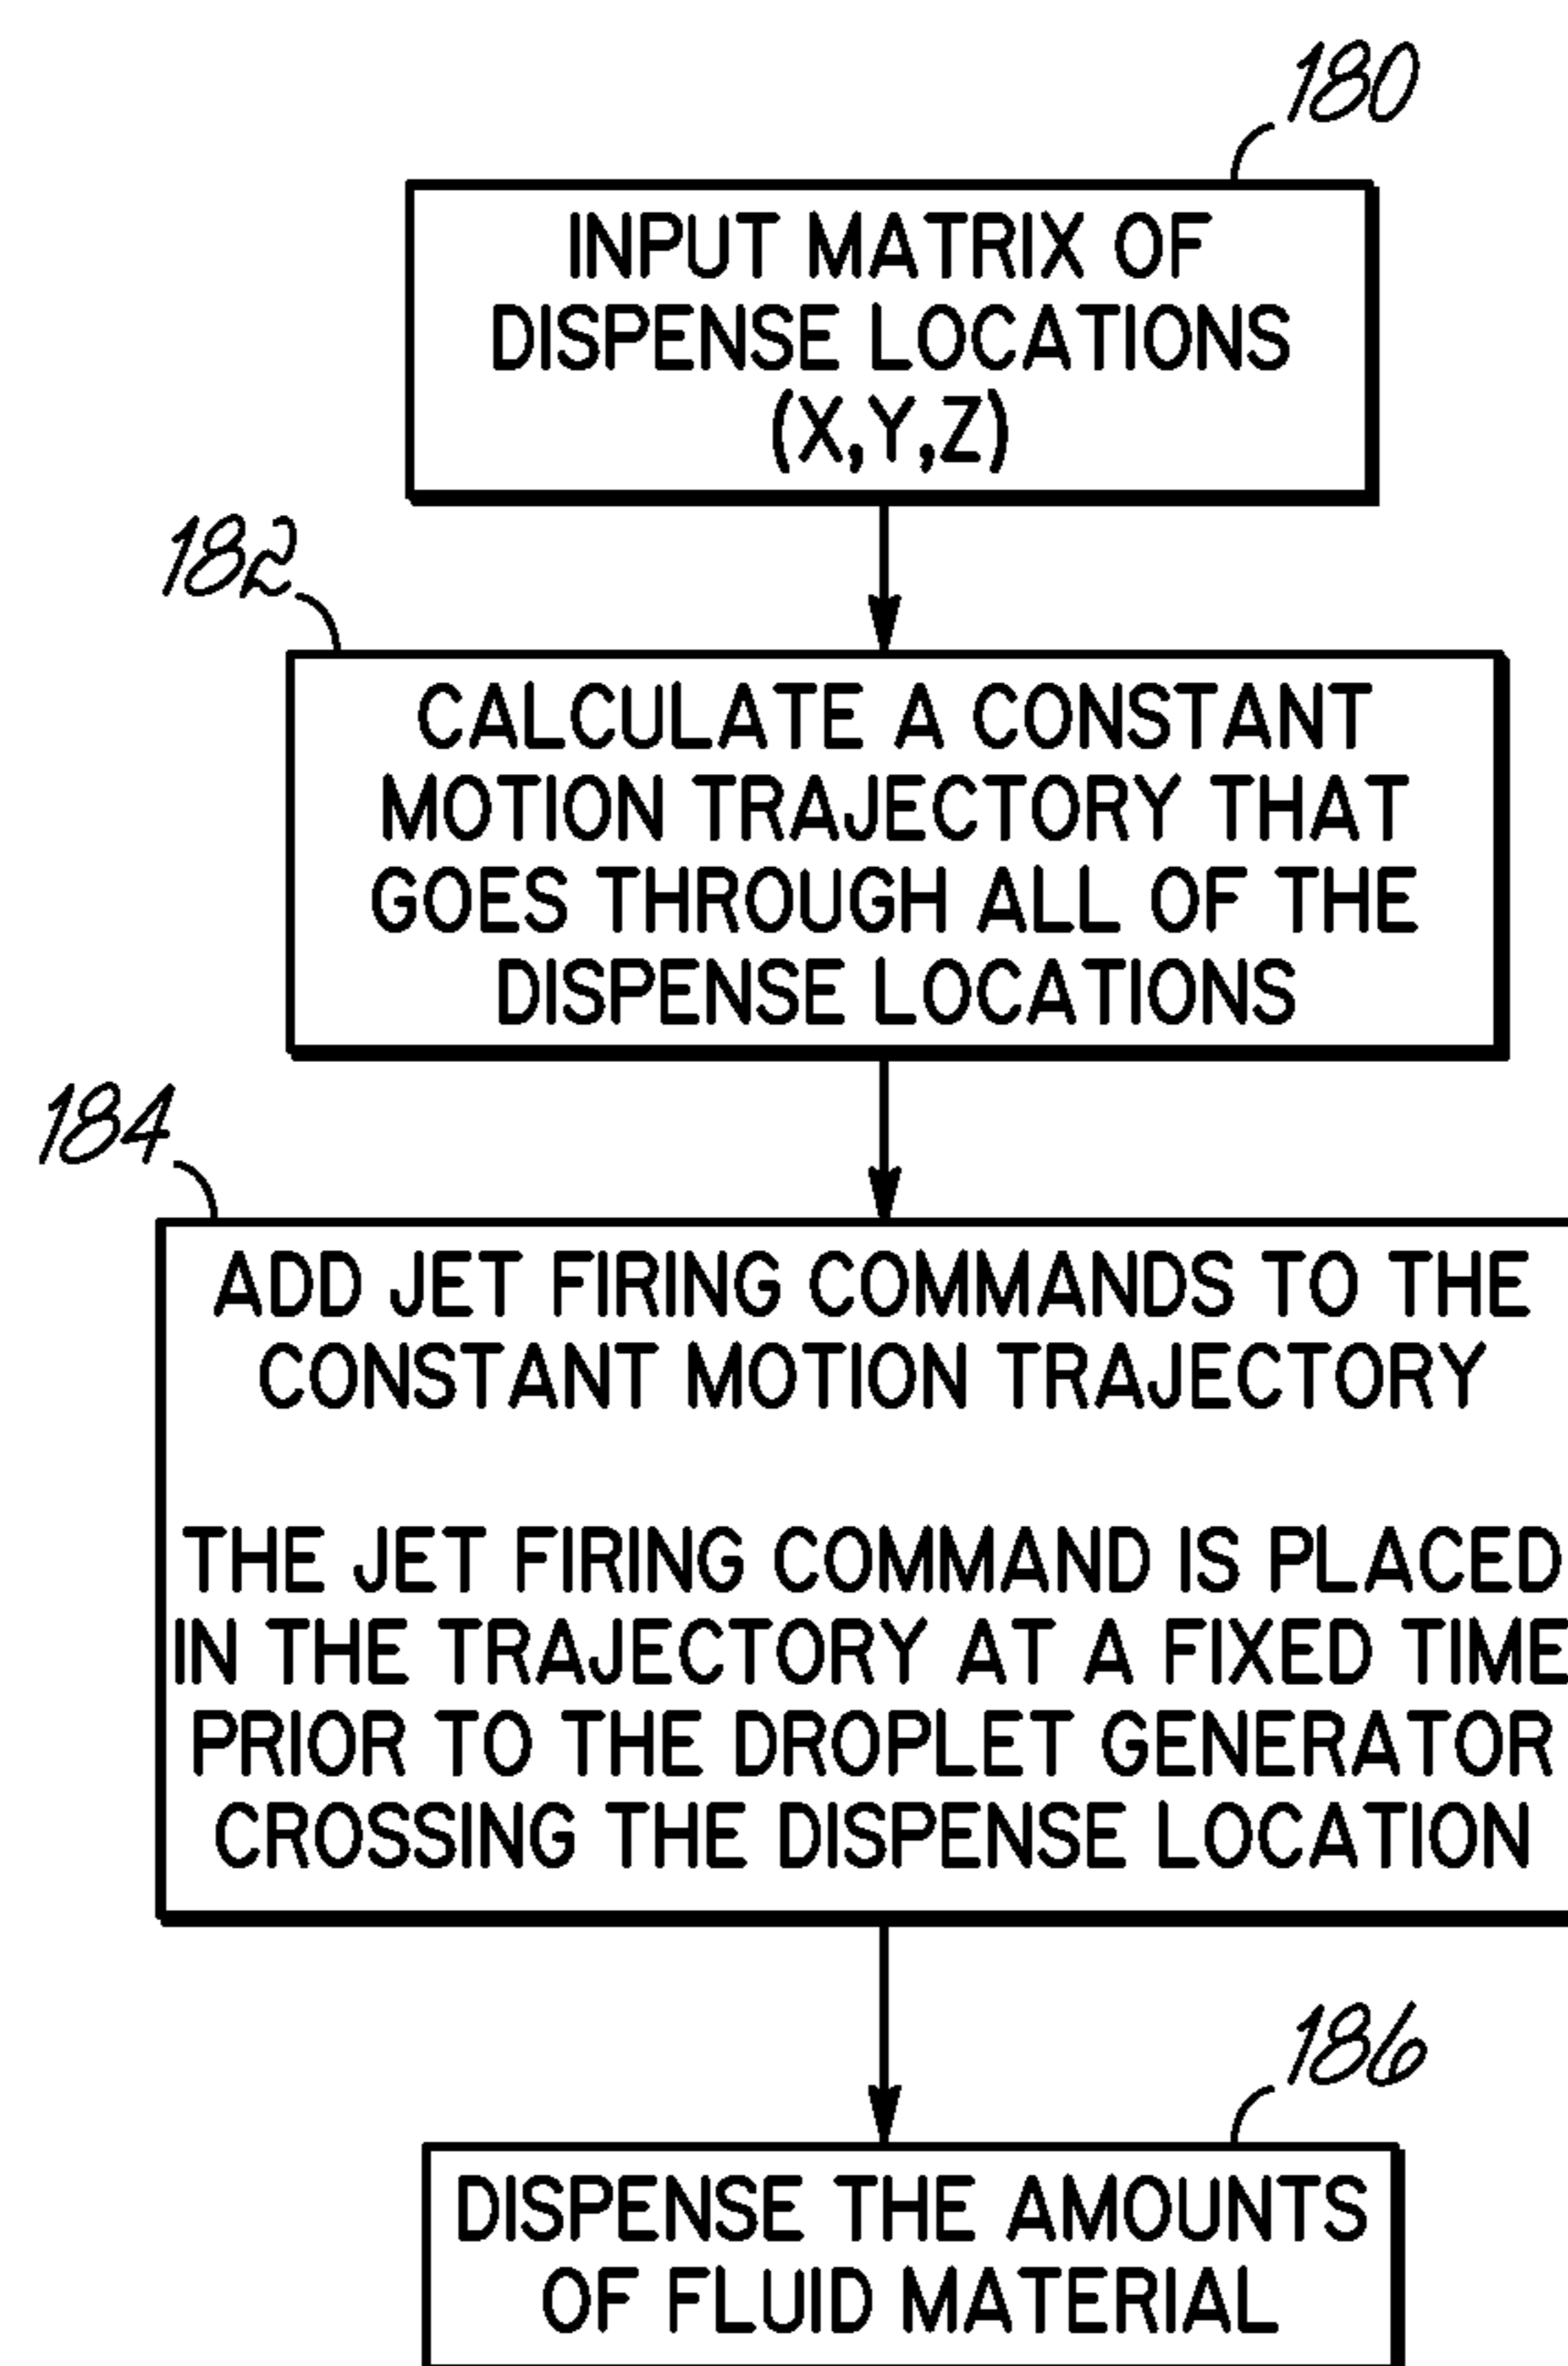 180
INPUT MATRIX OF
DISPENSE LOCATIONS
(X,Y,Z)
182
CALCULATE A CONSTANT
MOTION TRAJECTORY THAT
GOES THROUGH ALL OF THE
DISPENSE LOCATIONS
184
ADD JET FIRING COMMANDS TO THE
CONSTANT MOTION TRAJECTORY
THE JET FIRING COMMAND IS PLACED
IN THE TRAJECTORY AT A FIXED TIME
PRIOR TO THE DROPLET GENERATOR
CROSSING THE DISPENSE LOCATION
186
DISPENSE THE AMOUNTS
OF FLUID MATERIAL